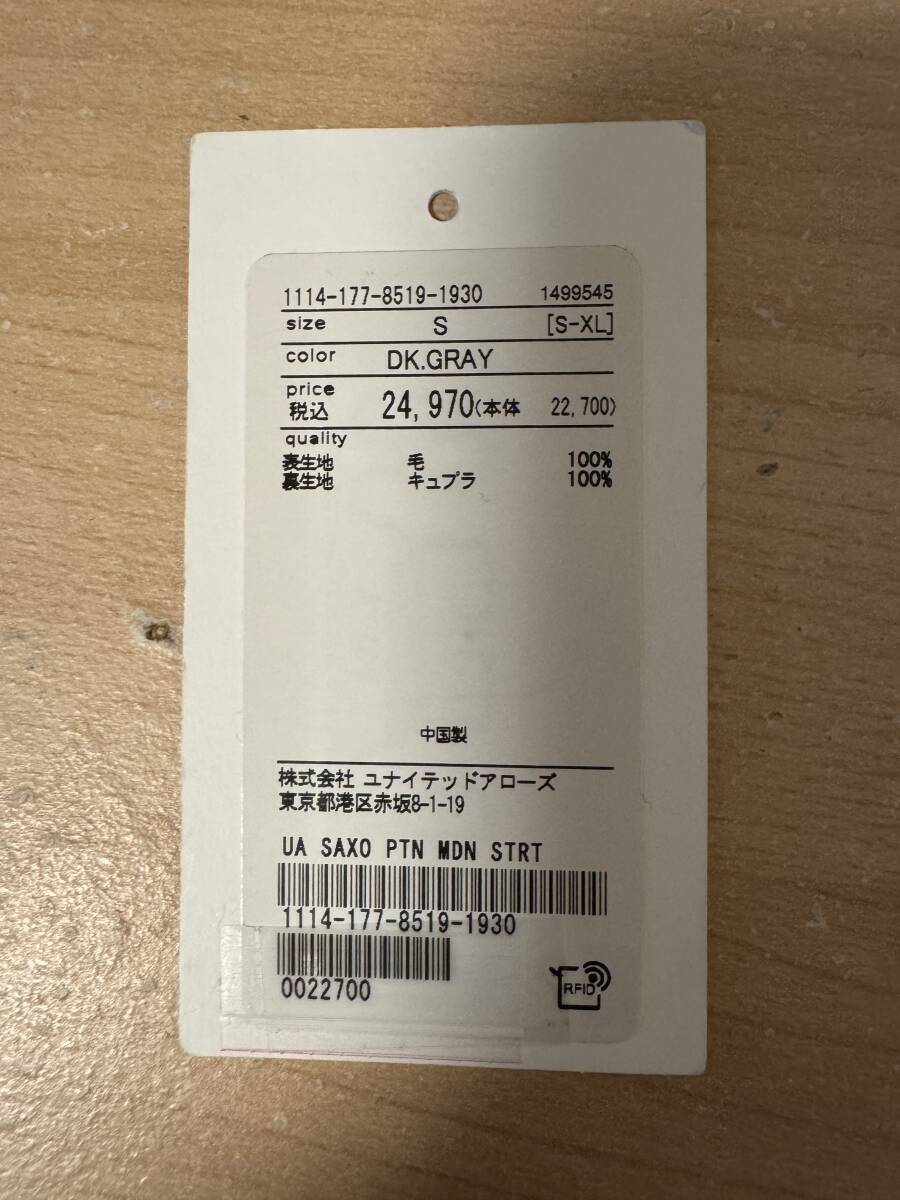 1114-177-8519-1930 1499545
size S [S-XL]
color DK.GRAY
price
税込 24,970(本体 22,700)
quality
表生地 毛 100%
裏生地 キュプラ 100%
中国製
株式会社 ユナイテッドアローズ
東京都港区赤坂8-1-19
UA SAXO PTN MDN STRT
1114-177-8519-1930
0022700
RFID